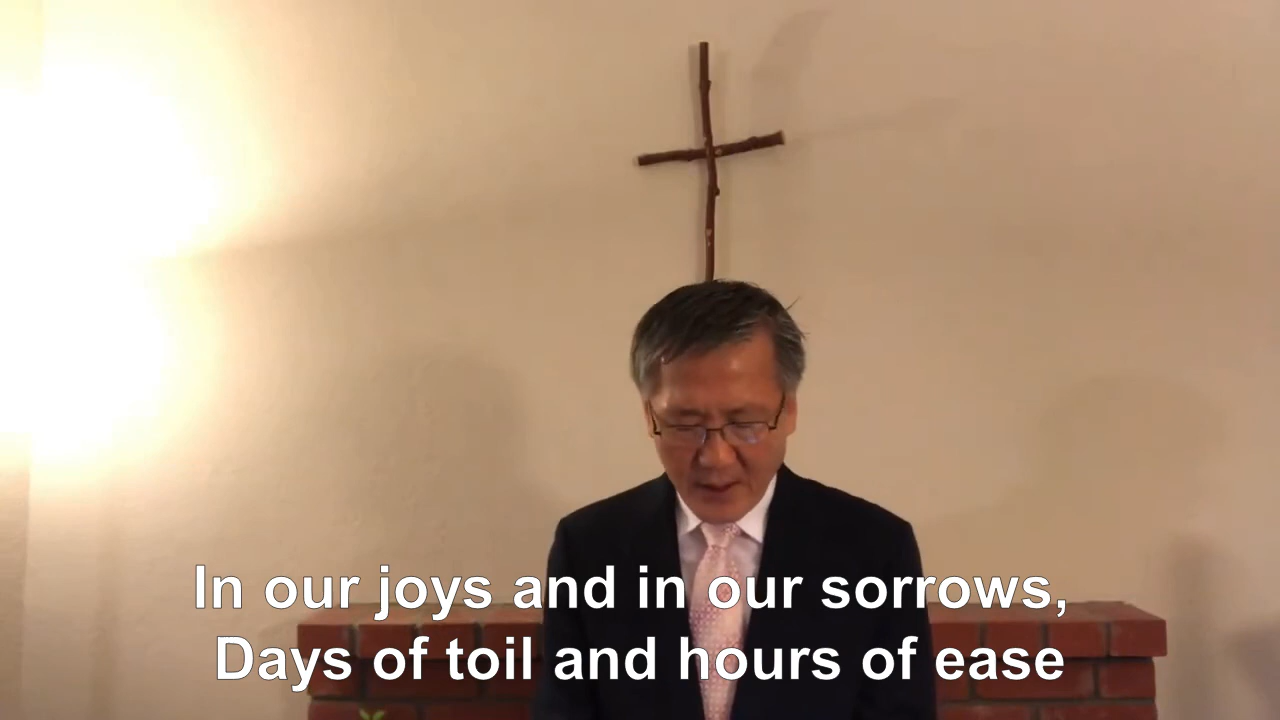 In our joys and in our sorrows,
Days of toil and hours of ease